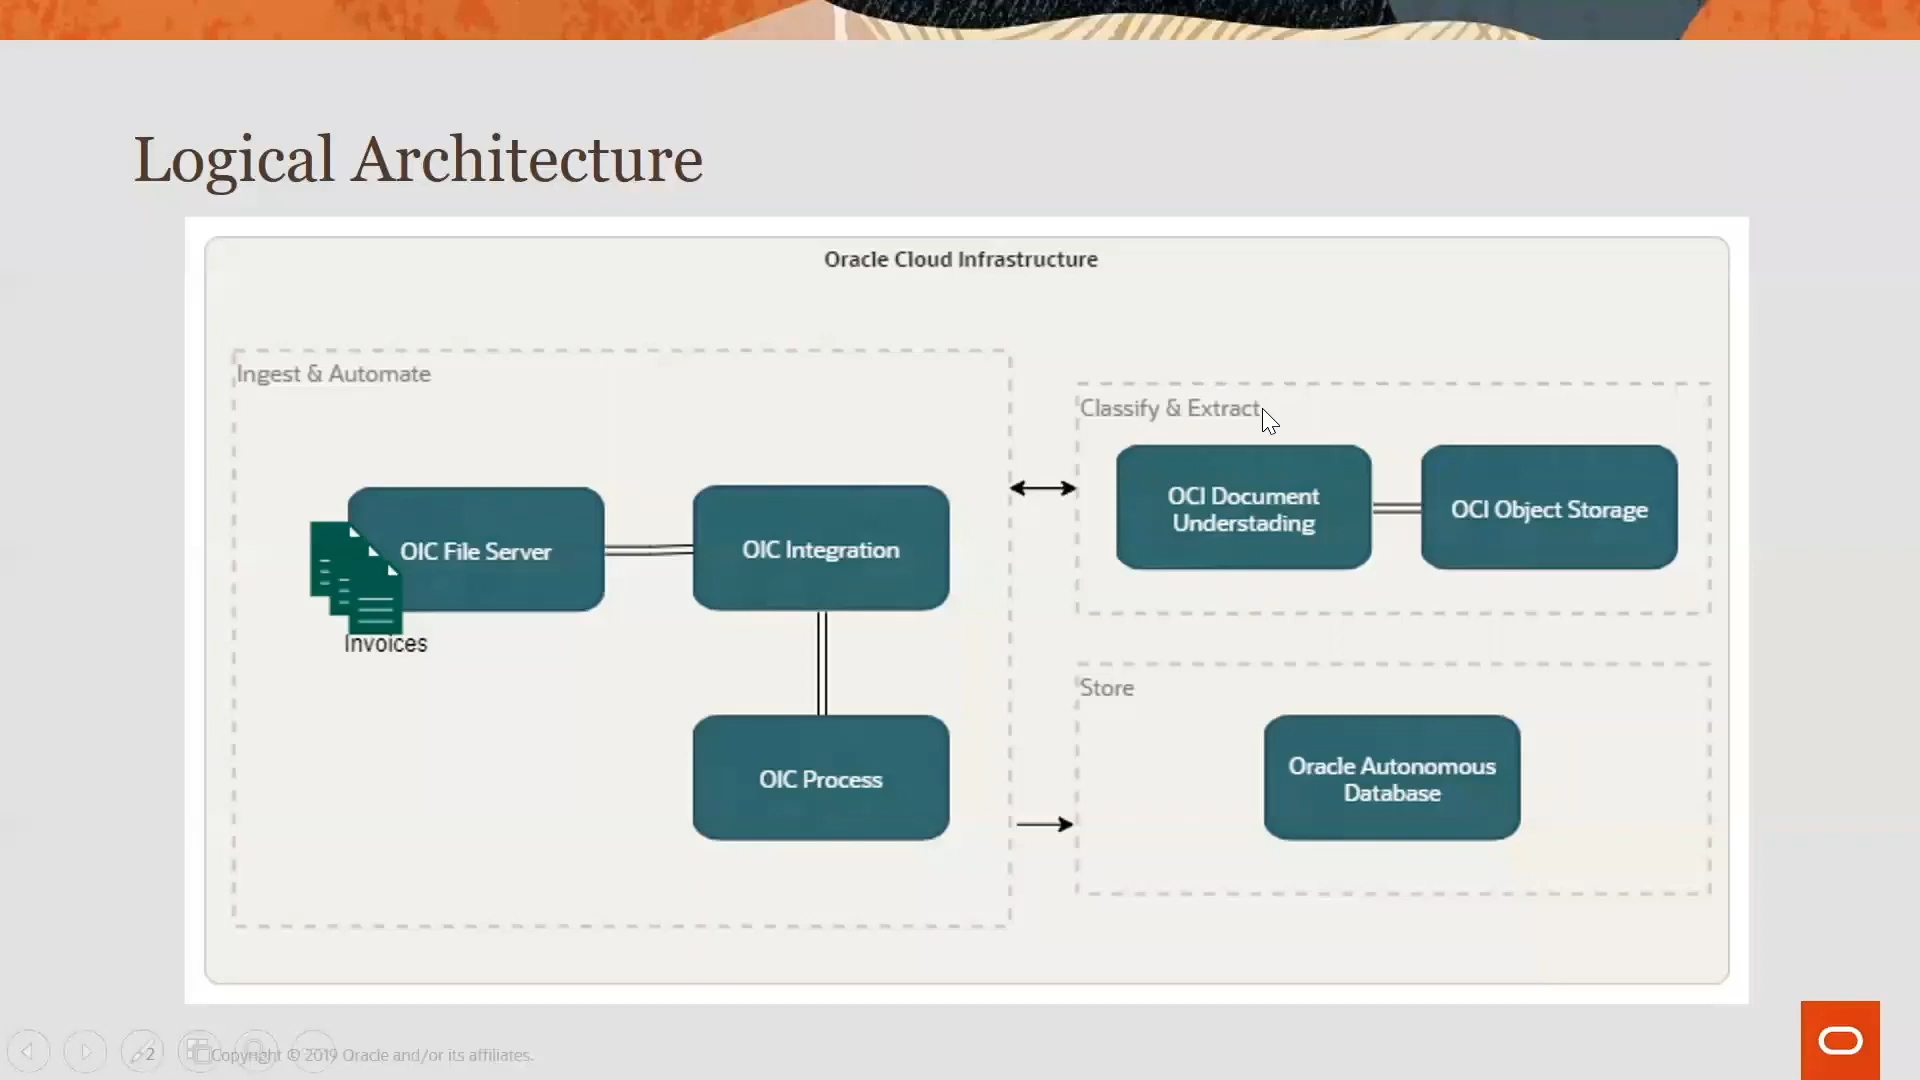 Logical Architecture
Oracle Cloud Infrastructure
Ingest & Automate
OIC File Server
Invoices
OIC Integration
OIC Process
Classify & Extract
OCI Document
Understading
OCI Object Storage
Store
Oracle Autonomous
Database
2
Copyright © 2019 Oracle and/or its affiliates.